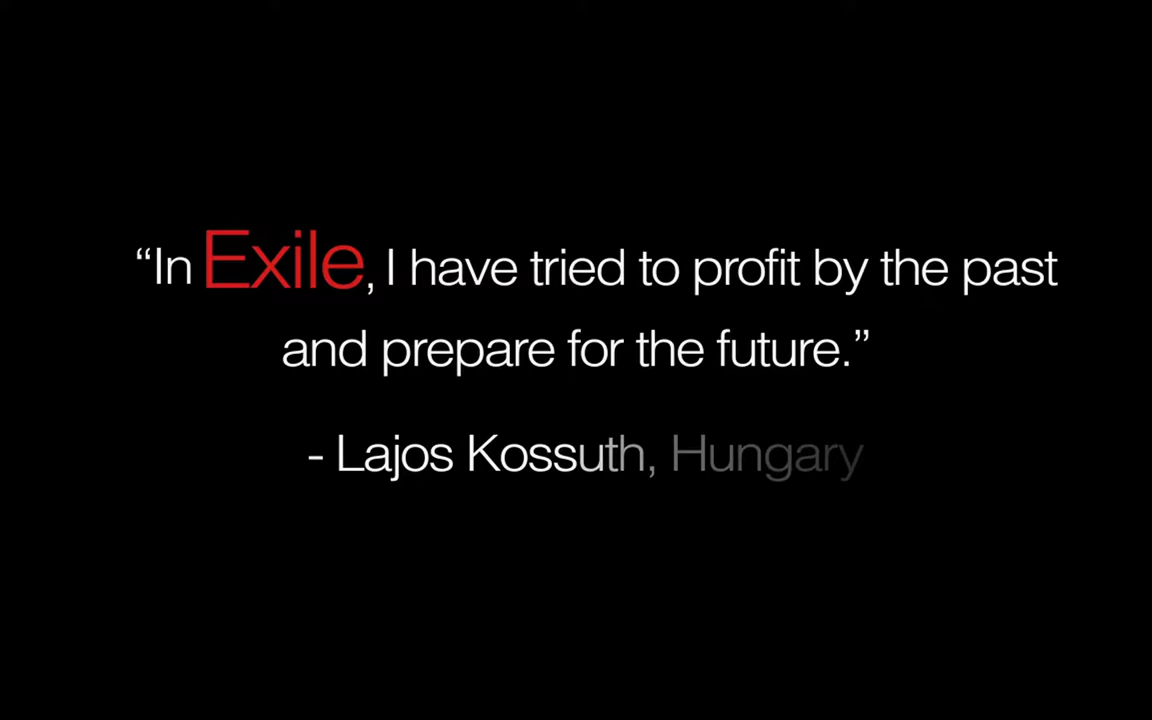 “In Exile, I have tried to profit by the past
and prepare for the future.”
- Lajos Kossuth, Hungary